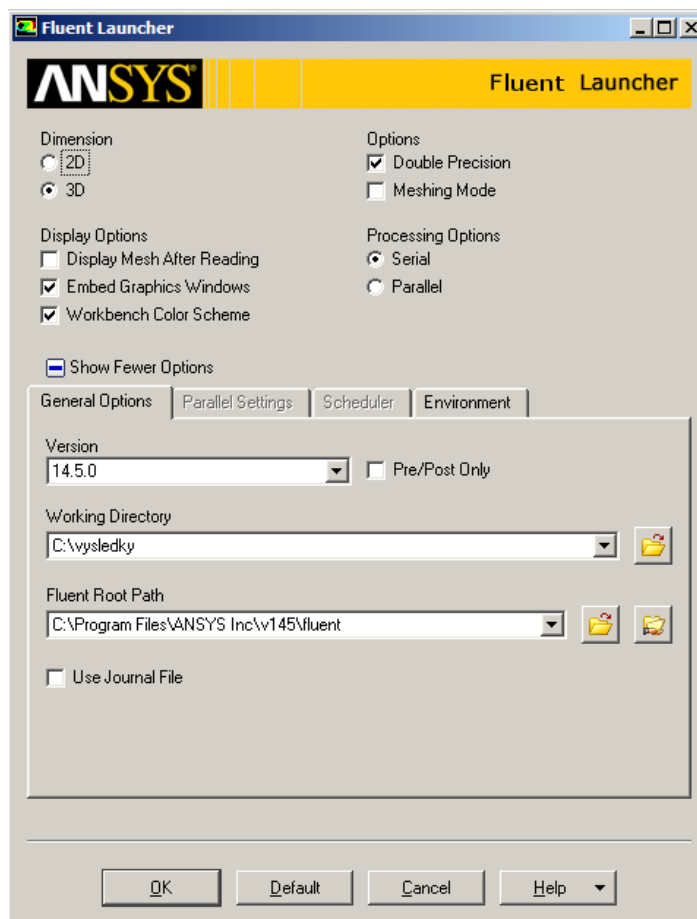 Fluent Launcher
ANSYS® Fluent Launcher
Dimension
2D
3D
Options
Double Precision
Meshing Mode
Display Options
Display Mesh After Reading
Embed Graphics Windows
Workbench Color Scheme
Processing Options
Serial
Parallel
Show Fewer Options
General Options Parallel Settings Scheduler Environment
Version
14.5.0 Pre/Post Only
Working Directory
C:\vysledky
Fluent Root Path
C:\Program Files\ANSYS Inc\v145\fluent
Use Journal File
OK Default Cancel Help